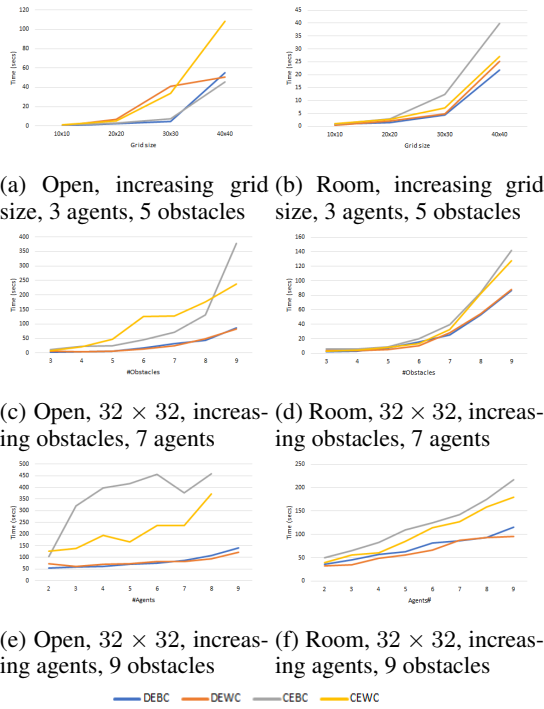 120
100
80
60
40
20
0
10x10 20x20 30x30 40x40
Time (secs)
Grid size
45
40
35
30
25
20
15
10
5
0
10x10 20x20 30x30 40x40
Time (secs)
Grid size
(a) Open, increasing grid
size, 3 agents, 5 obstacles
(b) Room, increasing grid
size, 3 agents, 5 obstacles
400
350
300
250
200
150
100
50
0
3 4 5 6 7 8 9
Time (secs)
#Obstacles
160
140
120
100
80
60
40
20
0
3 4 5 6 7 8 9
Time (secs)
#Obstacles
(c) Open, 32 × 32, increas-
ing obstacles, 7 agents
(d) Room, 32 × 32, increas-
ing obstacles, 7 agents
500
450
400
350
300
250
200
150
100
50
0
2 3 4 5 6 7 8 9
Time (secs)
#Agents
250
200
150
100
50
0
2 3 4 5 6 7 8 9
Time (secs)
Agents#
(e) Open, 32 × 32, increas-
ing agents, 9 obstacles
(f) Room, 32 × 32, increas-
ing agents, 9 obstacles
DEBC DEWC CEBC CEWC